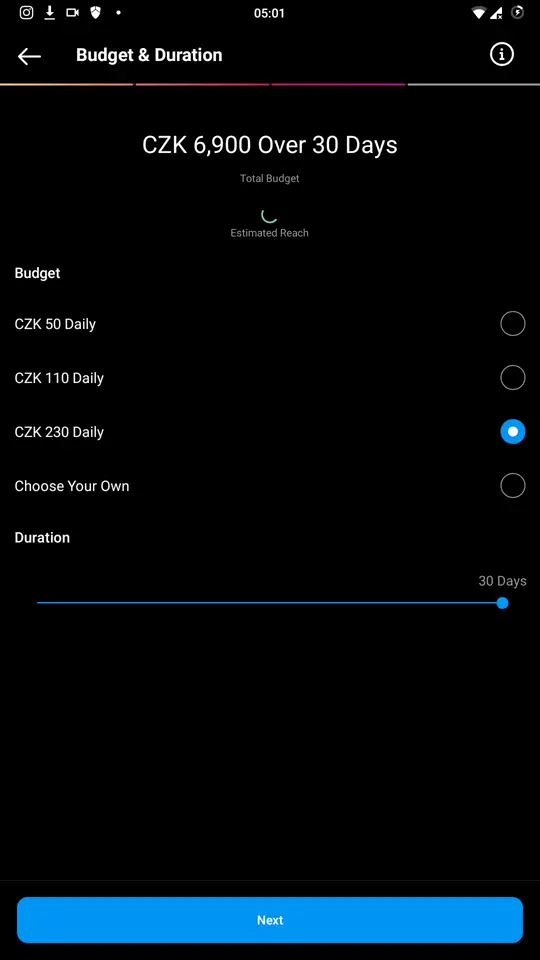 05:01
Budget & Duration
CZK 6,900 Over 30 Days
Total Budget
Estimated Reach
Budget
CZK 50 Daily
CZK 110 Daily
CZK 230 Daily
Choose Your Own
Duration
30 Days
Next